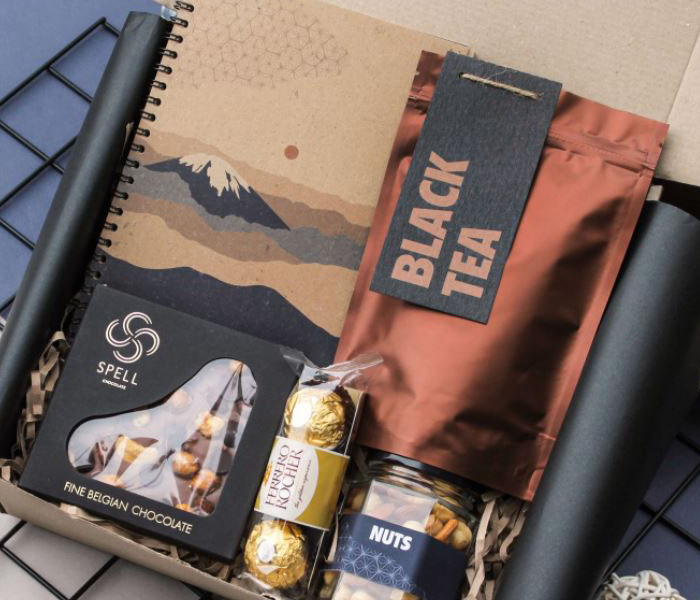 BLACK
TEA
SPELL
CHOCOLATE
FINE BELGIAN CHOCOLATE
FERRERO
ROCHER
NUTS